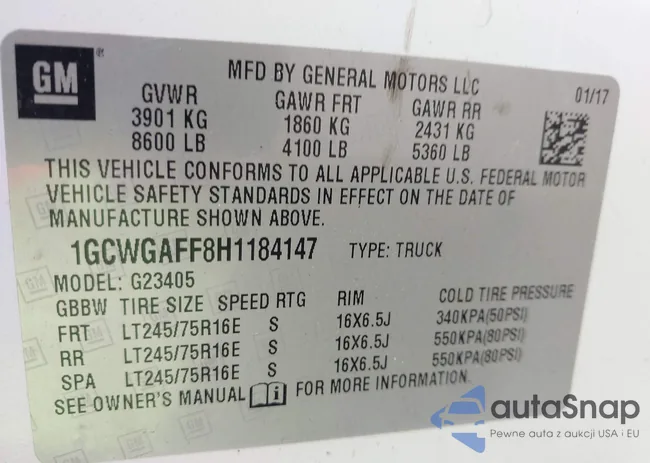 GM ®
MFD BY GENERAL MOTORS LLC
GVWR GAWR FRT GAWR RR 01/17
3901 KG 1860 KG 2431 KG
8600 LB 4100 LB 5360 LB
THIS VEHICLE CONFORMS TO ALL APPLICABLE U.S. FEDERAL MOTOR
VEHICLE SAFETY STANDARDS IN EFFECT ON THE DATE OF
MANUFACTURE SHOWN ABOVE.
1GCWGAFF8H1184147 TYPE: TRUCK
MODEL: G23405
GBBW TIRE SIZE SPEED RTG RIM COLD TIRE PRESSURE
FRT LT245/75R16E S 16X6.5J 340KPA(50PSI)
RR LT245/75R16E S 16X6.5J 550KPA(80PSI)
SPA LT245/75R16E S 16X6.5J 550KPA(80PSI)
SEE OWNER'S MANUAL FOR MORE INFORMATION.
autaSnap
Pewne auta z aukcji USA i EU